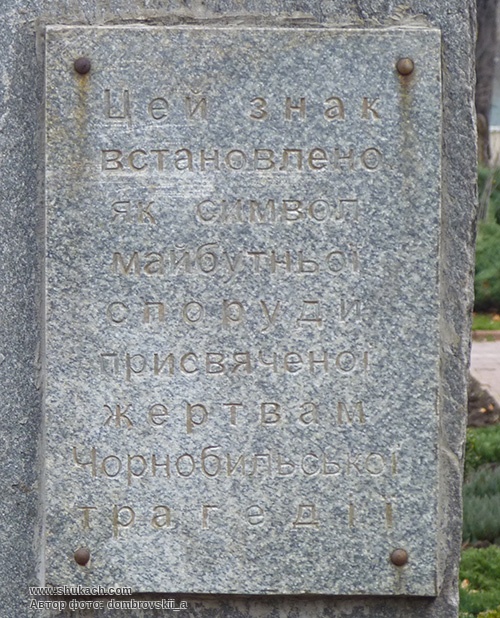 Цей знак
встановлено
як символ
майбутньої
споруди
присвяченої
жертвам
Чорнобильської
трагедії
www.shukach.com
Автор фото: dombrovskii_a